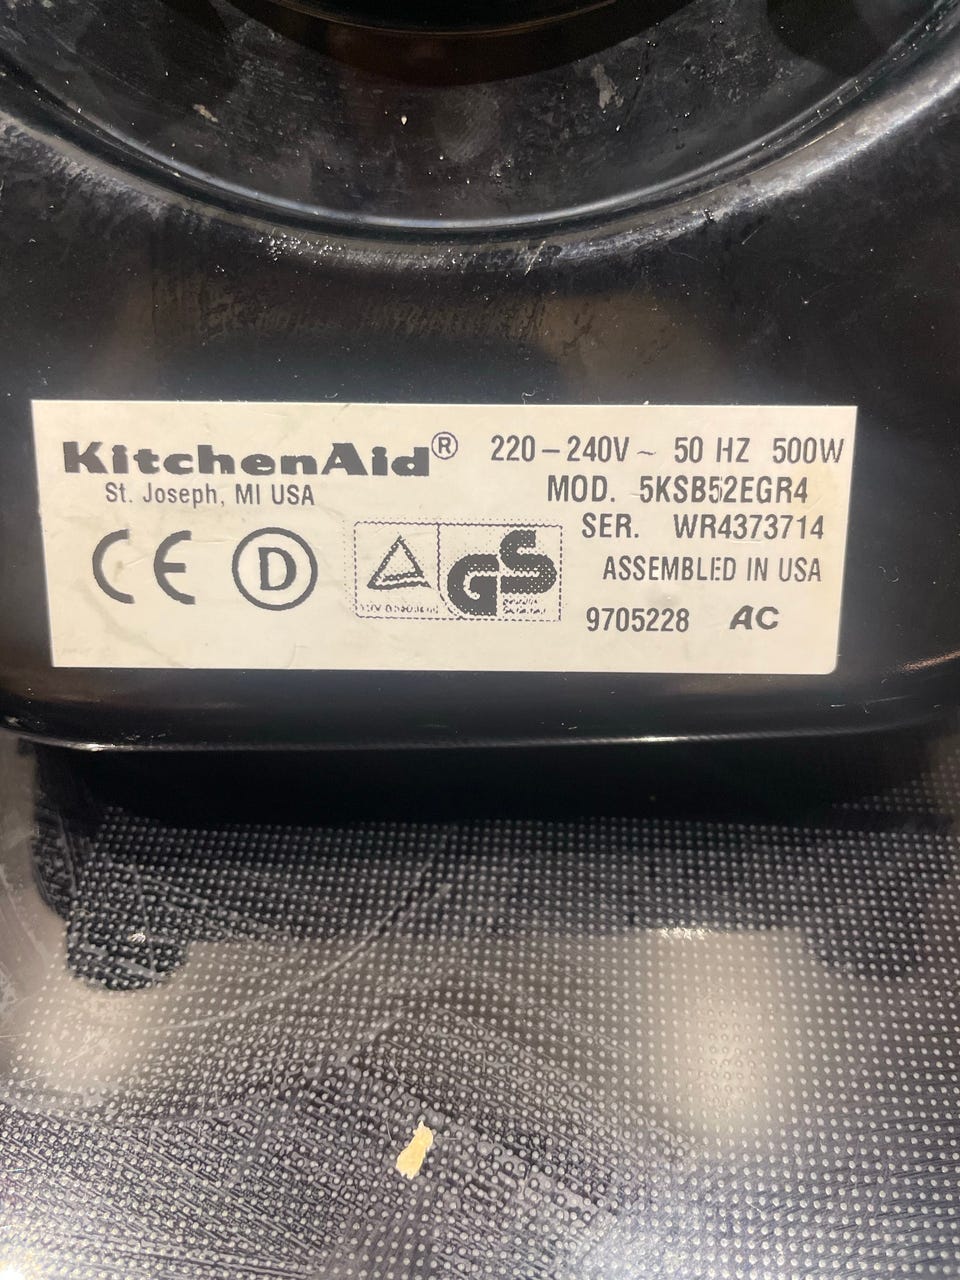 KitchenAid®
St. Joseph, MI USA
220–240V ~ 50 HZ 500W
MOD. 5KSB52EGR4
SER. WR4373714
ASSEMBLED IN USA
9705228 AC
CE D GS